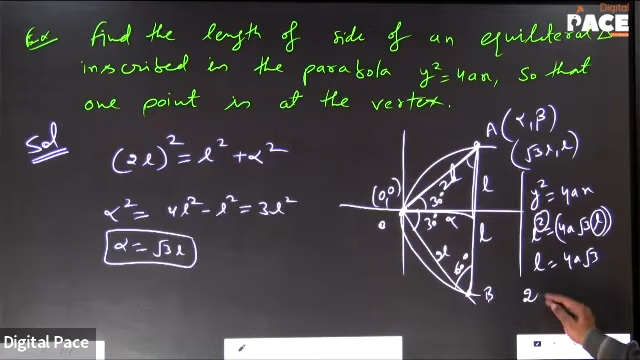 Digital
PACE
Ex Find the length of side of an equilateral Δ
inscribed in the parabola y² = 4ax, so that
one point is at the vertex.
Sol
(2l)² = l² + α²
α² = 4l² - l² = 3l²
α = √3 l
A (α, β)
(√3l, l)
(0,0)
2l
l
30°
30°
α
0
l
2l
60°
B
y² = 4ax
l² = (4a√3 l)
l = 4a√3
2
Digital Pace